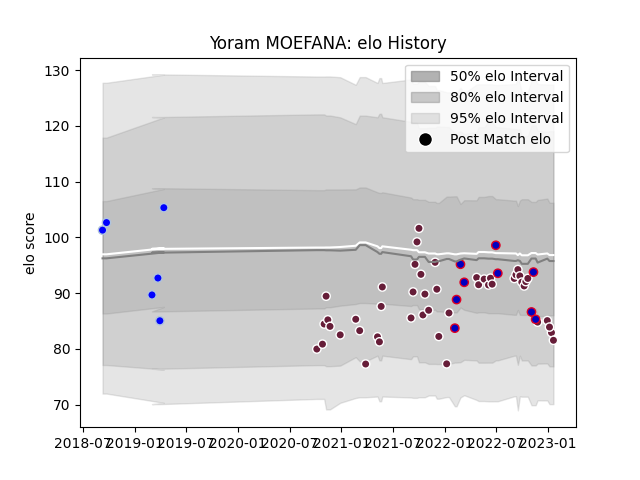 Yoram MOEFANA: elo History
50% elo Interval
80% elo Interval
95% elo Interval
Post Match elo
elo score
130
120
110
100
90
80
70
2018-07 2019-01 2019-07 2020-01 2020-07 2021-01 2021-07 2022-01 2022-07 2023-01